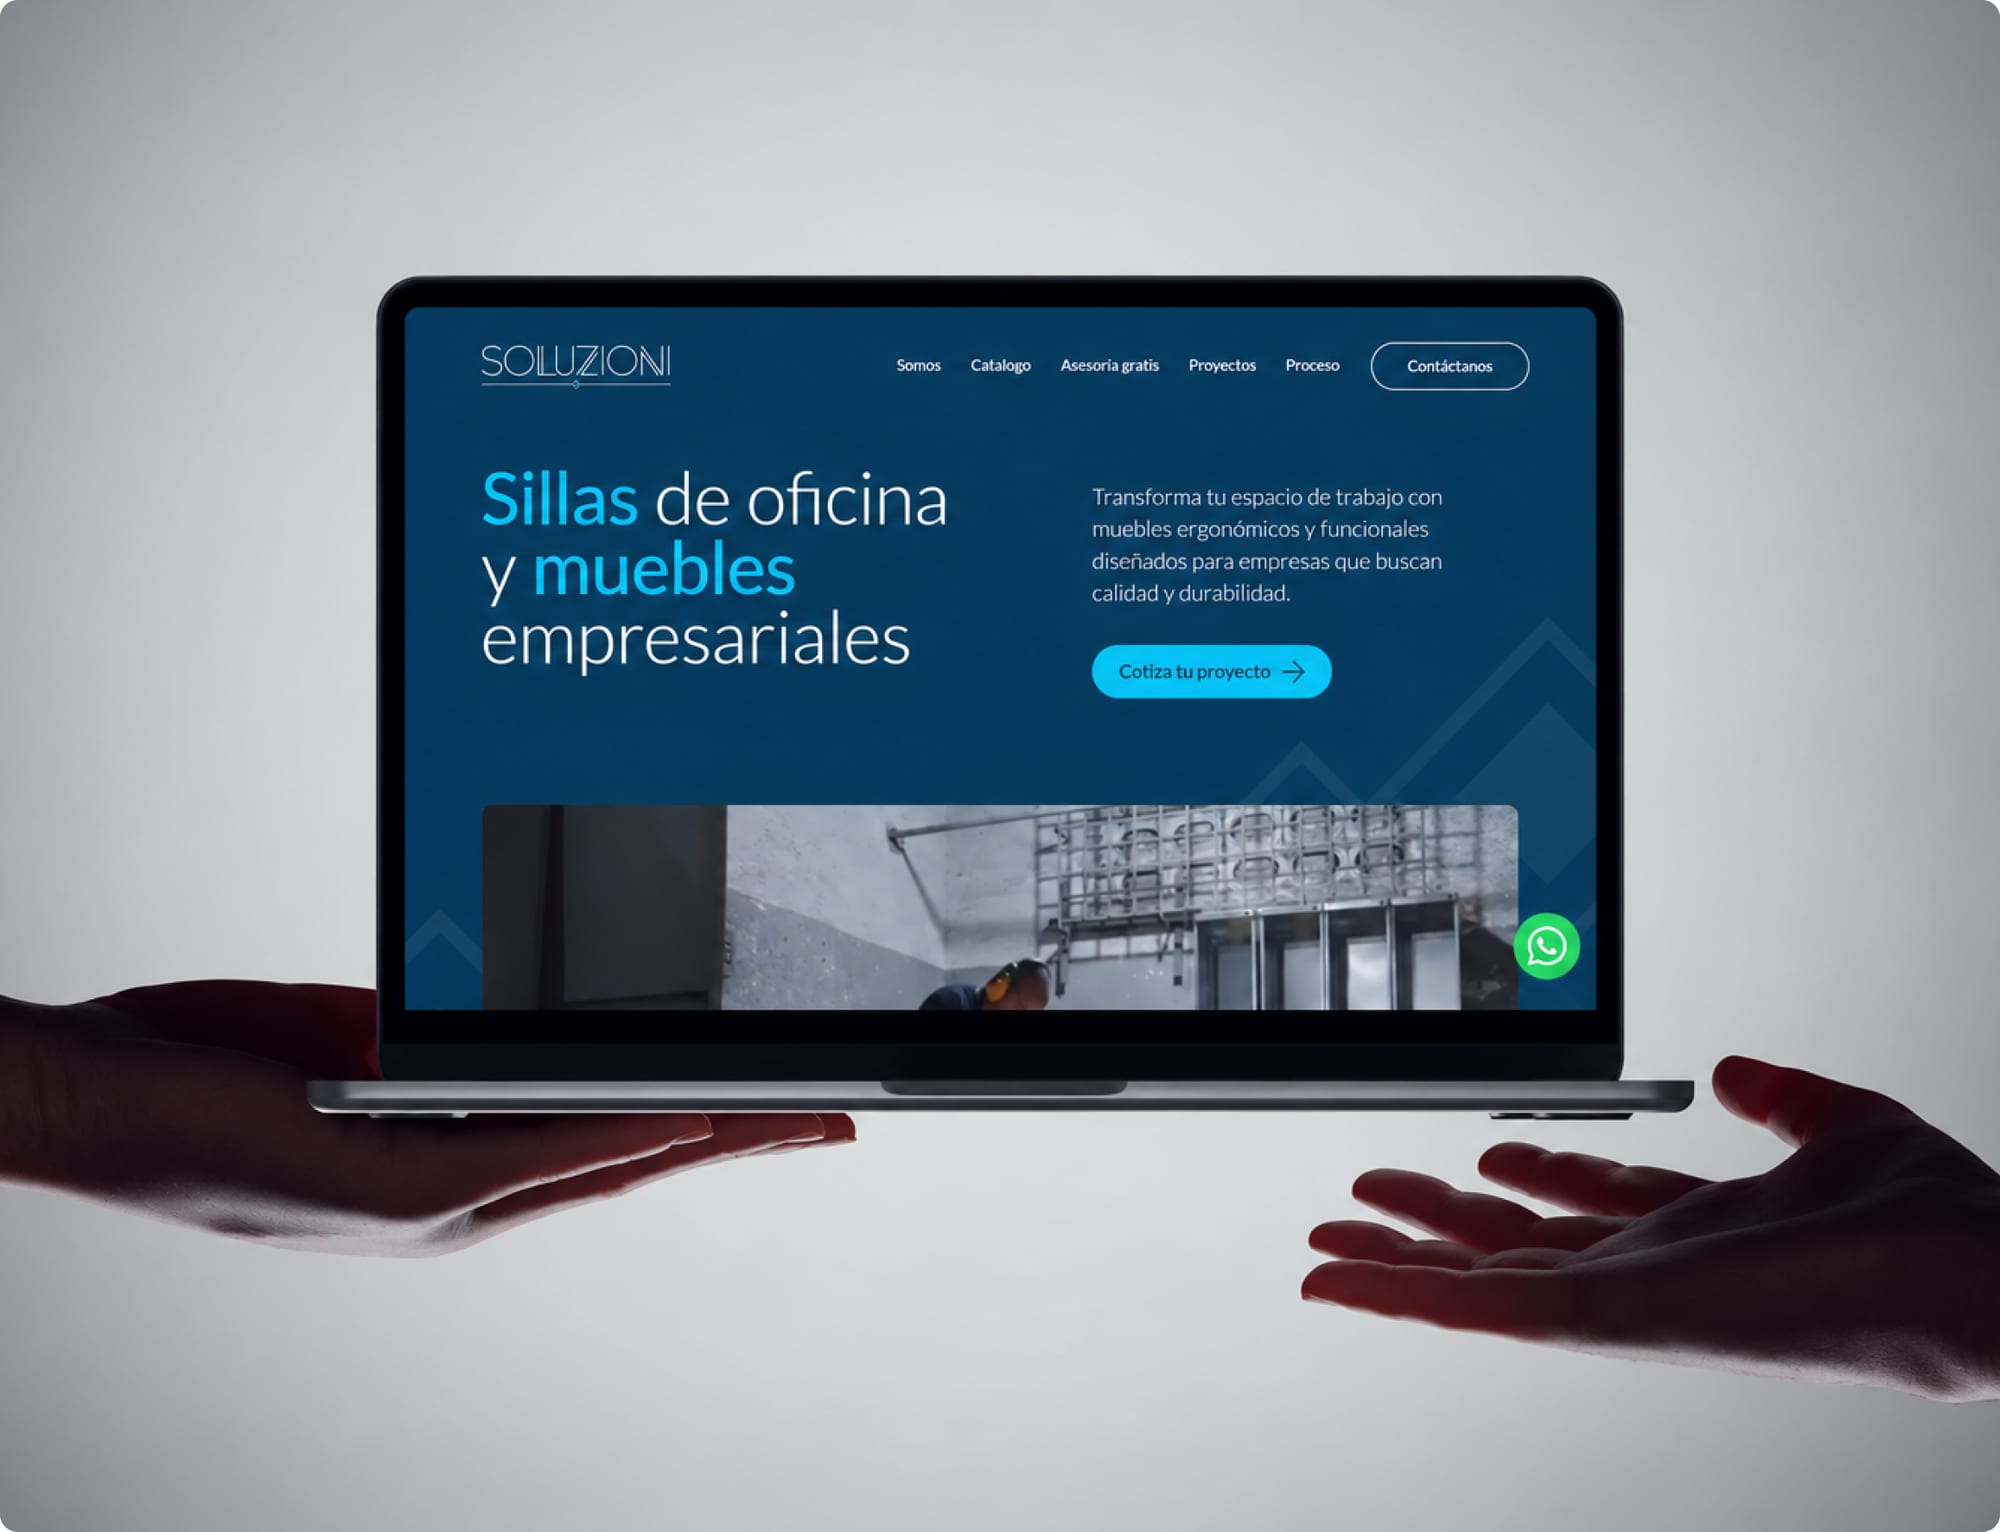 SOLUZIONI
Somos Catalogo Asesoría gratis Proyectos Proceso Contáctanos
Sillas de oficina
y muebles
empresariales
Transforma tu espacio de trabajo con
muebles ergonómicos y funcionales
diseñados para empresas que buscan
calidad y durabilidad.
Cotiza tu proyecto